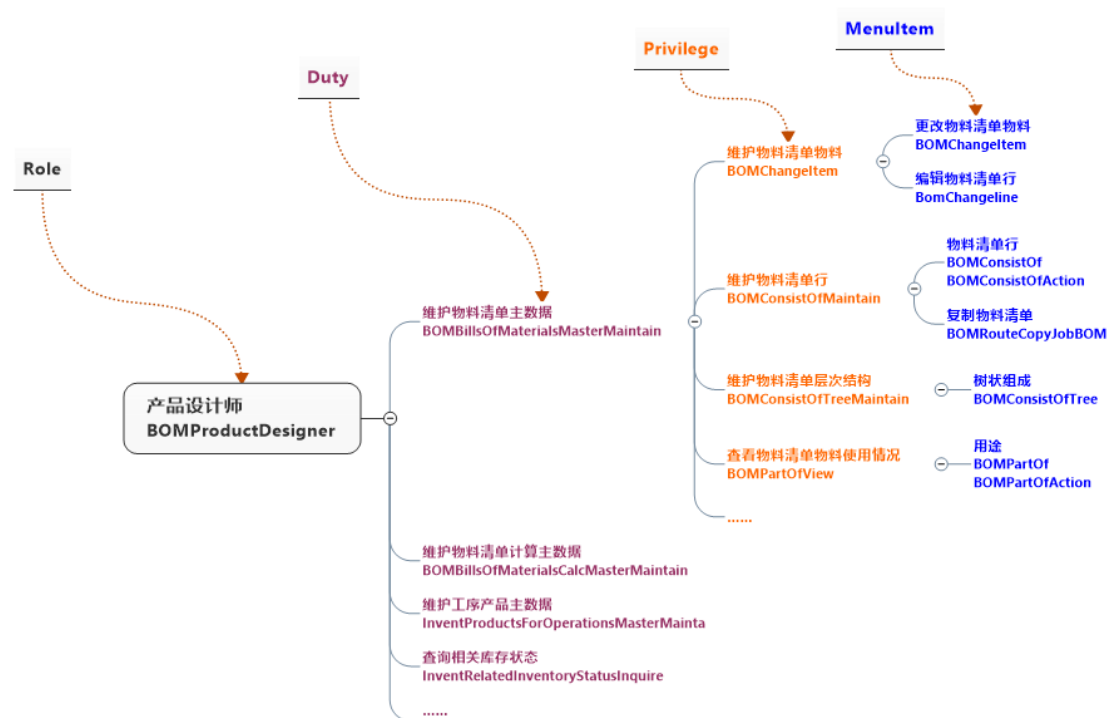 MenuItem
Privilege
Duty
Role
更改物料清单物料
BOMChangeItem
编辑物料清单行
BomChangeline
维护物料清单物料
BOMChangeItem
物料清单行
BOMConsistOf
BOMConsistOfAction
复制物料清单
BOMRouteCopyJobBOM
维护物料清单行
BOMConsistOfMaintain
维护物料清单主数据
BOMBillsOfMaterialsMasterMaintain
维护物料清单层次结构
BOMConsistOfTreeMaintain
树状组成
BOMConsistOfTree
产品设计师
BOMProductDesigner
查看物料清单物料使用情况
BOMPartOfView
用途
BOMPartOf
BOMPartOfAction
......
维护物料清单计算主数据
BOMBillsOfMaterialsCalcMasterMaintain
维护工序产品主数据
InventProductsForOperationsMasterMainta
查询相关库存状态
InventRelatedInventoryStatusInquire
......